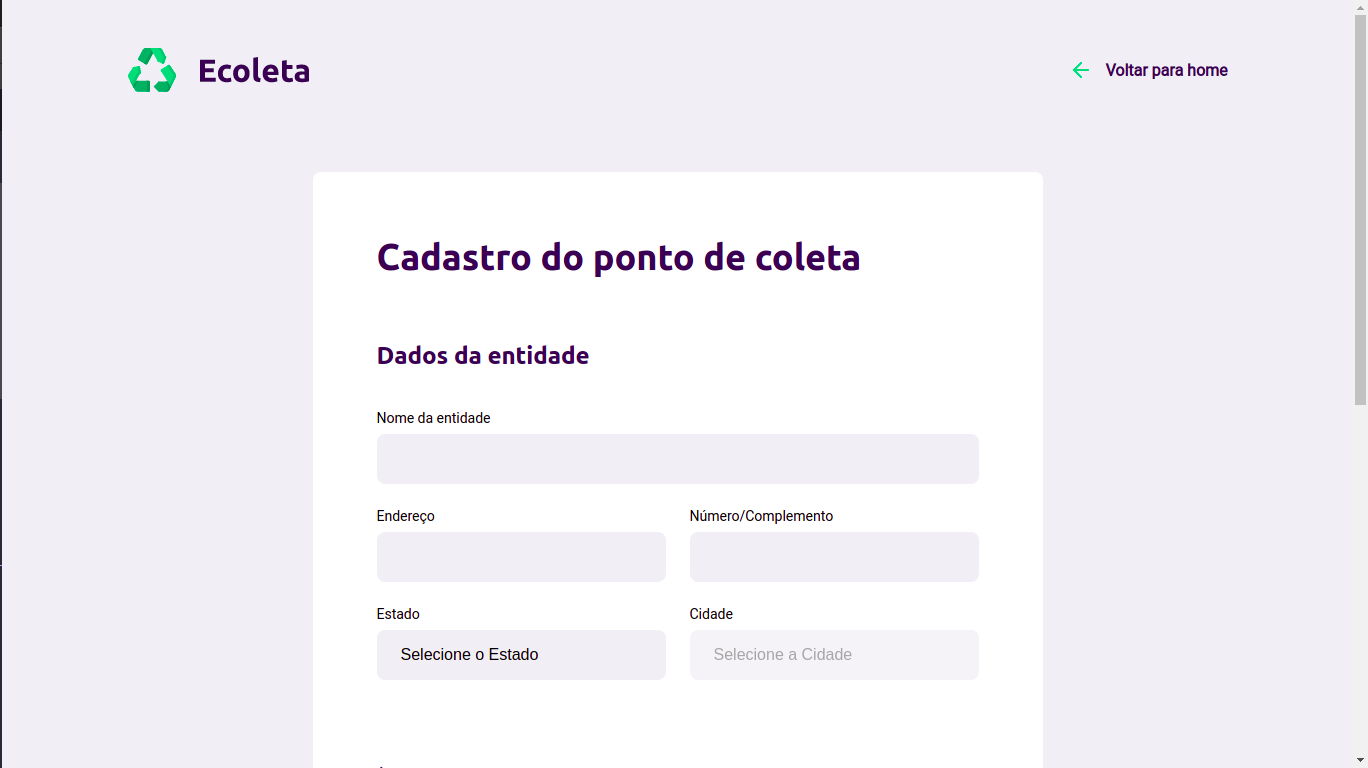 Ecoleta
Voltar para home
Cadastro do ponto de coleta
Dados da entidade
Nome da entidade
Endereço
Número/Complemento
Estado
Cidade
Selecione o Estado
Selecione a Cidade